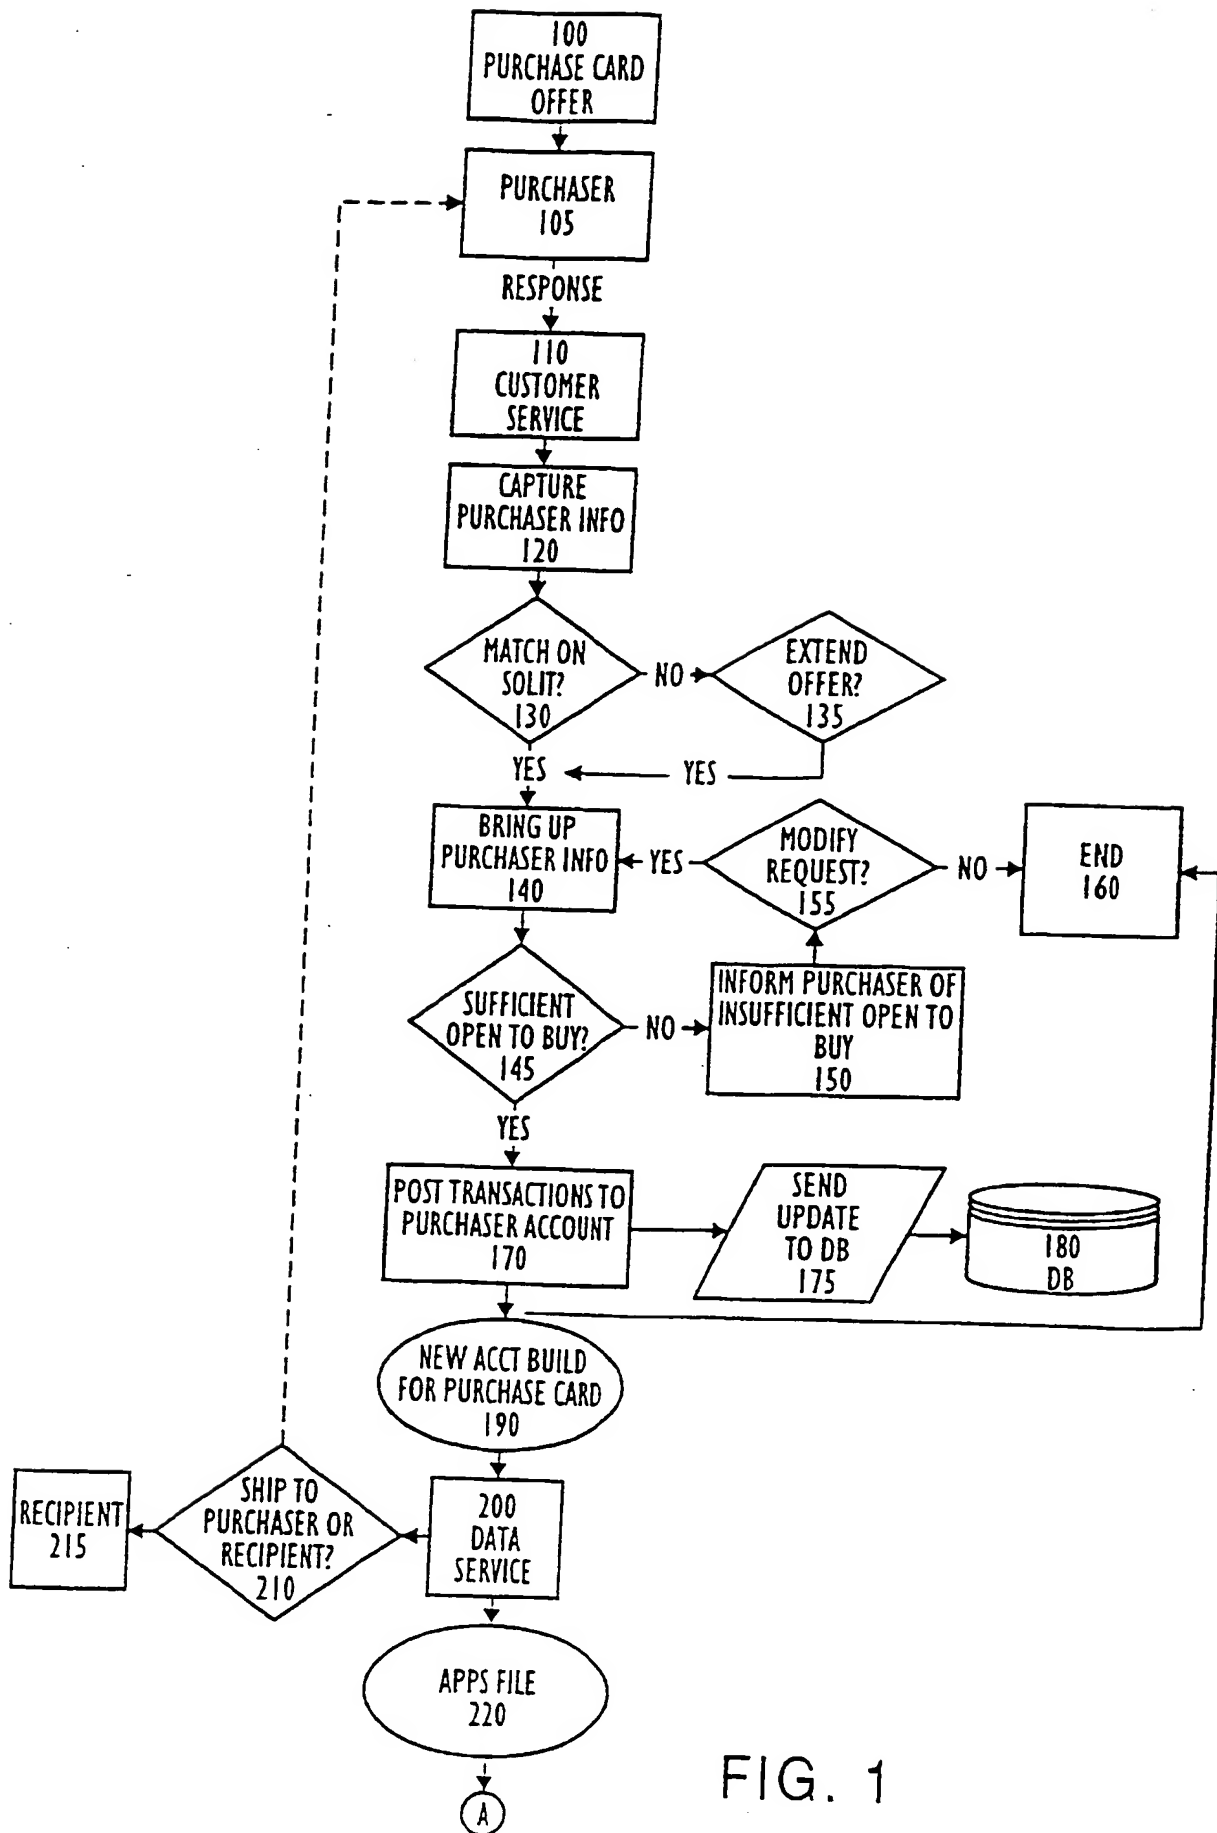 100
PURCHASE CARD
OFFER
PURCHASER
105
RESPONSE
110
CUSTOMER
SERVICE
CAPTURE
PURCHASER INFO
120
MATCH ON
SOLIT?
130
NO
EXTEND
OFFER?
135
YES
YES
BRING UP
PURCHASER INFO
140
YES
MODIFY
REQUEST?
155
NO
END
160
SUFFICIENT
OPEN TO BUY?
145
NO
INFORM PURCHASER OF
INSUFFICIENT OPEN TO
BUY
150
YES
POST TRANSACTIONS TO
PURCHASER ACCOUNT
170
SEND
UPDATE
TO DB
175
180
DB
NEW ACCT BUILD
FOR PURCHASE CARD
190
RECIPIENT
215
SHIP TO
PURCHASER OR
RECIPIENT?
210
200
DATA
SERVICE
APPS FILE
220
A
FIG. 1